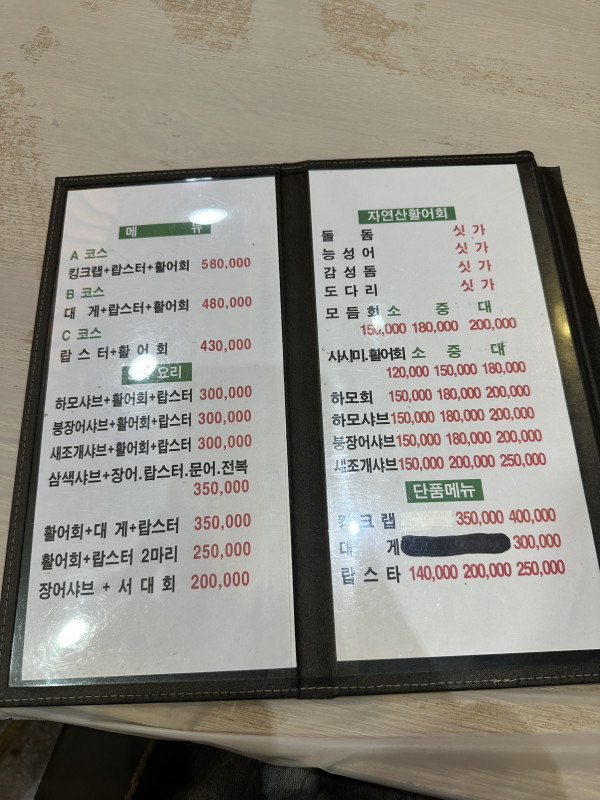 메 뉴
A 코스
킹크랩+랍스터+활어회 580,000
B 코스
대 게+랍스터+활어회 480,000
C 코스
랍 스 터+활 어 회 430,000
요리
하모샤브+활어회+랍스터 300,000
붕장어샤브+활어회+랍스터 300,000
새조개샤브+활어회+랍스터 300,000
삼색샤브+장어.랍스터.문어.전복
350,000
활어회+대 게+랍스터 350,000
활어회+랍스터 2마리 250,000
장어샤브 + 서 대 회 200,000
자연산활어회
돌 돔 싯 가
능 성 어 싯 가
감 성 돔 싯 가
도 다 리 싯 가
모 듬 회 소 중 대
150,000 180,000 200,000
사시미.활어회 소 중 대
120,000 150,000 180,000
하모회 150,000 180,000 200,000
하모샤브 150,000 180,000 200,000
붕장어샤브 150,000 180,000 200,000
새조개샤브 150,000 200,000 250,000
단품메뉴
킹 크 랩 350,000 400,000
대 게 300,000
랍 스 타 140,000 200,000 250,000